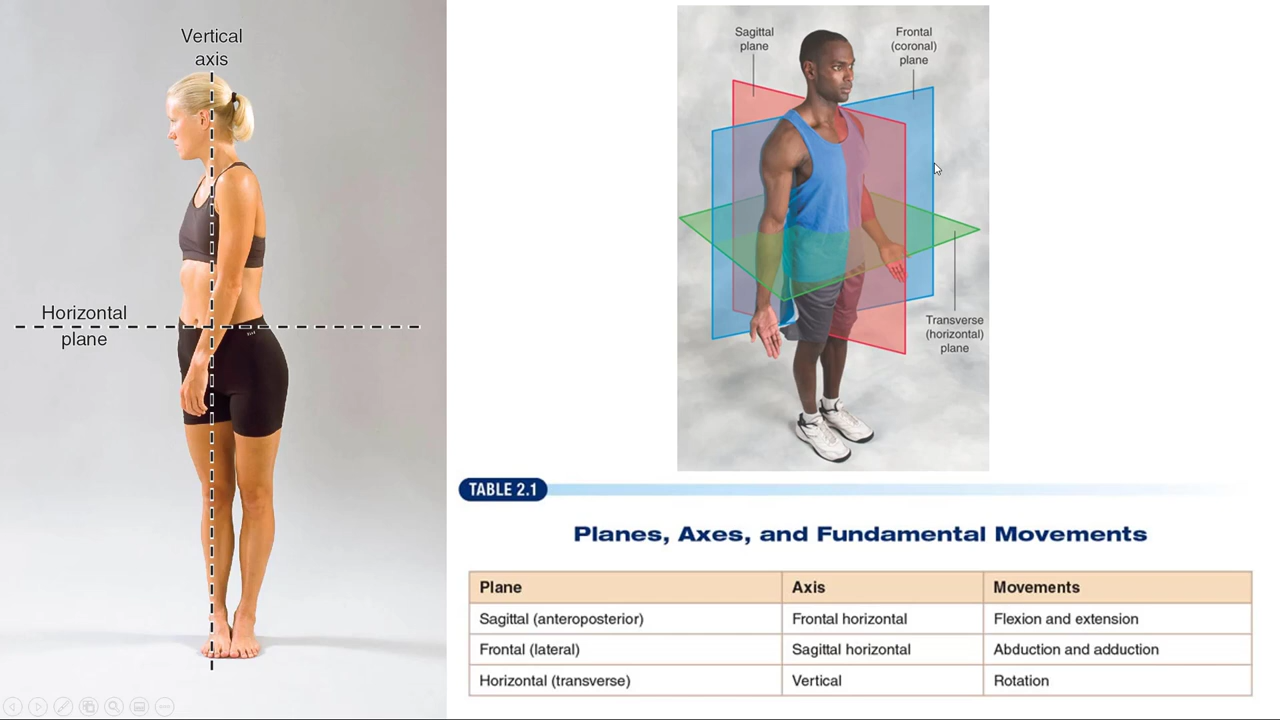 Vertical
axis
Horizontal
plane
Sagittal
plane
Frontal
(coronal)
plane
Transverse
(horizontal)
plane
TABLE 2.1
Planes, Axes, and Fundamental Movements
Plane Axis Movements
Sagittal (anteroposterior) Frontal horizontal Flexion and extension
Frontal (lateral) Sagittal horizontal Abduction and adduction
Horizontal (transverse) Vertical Rotation